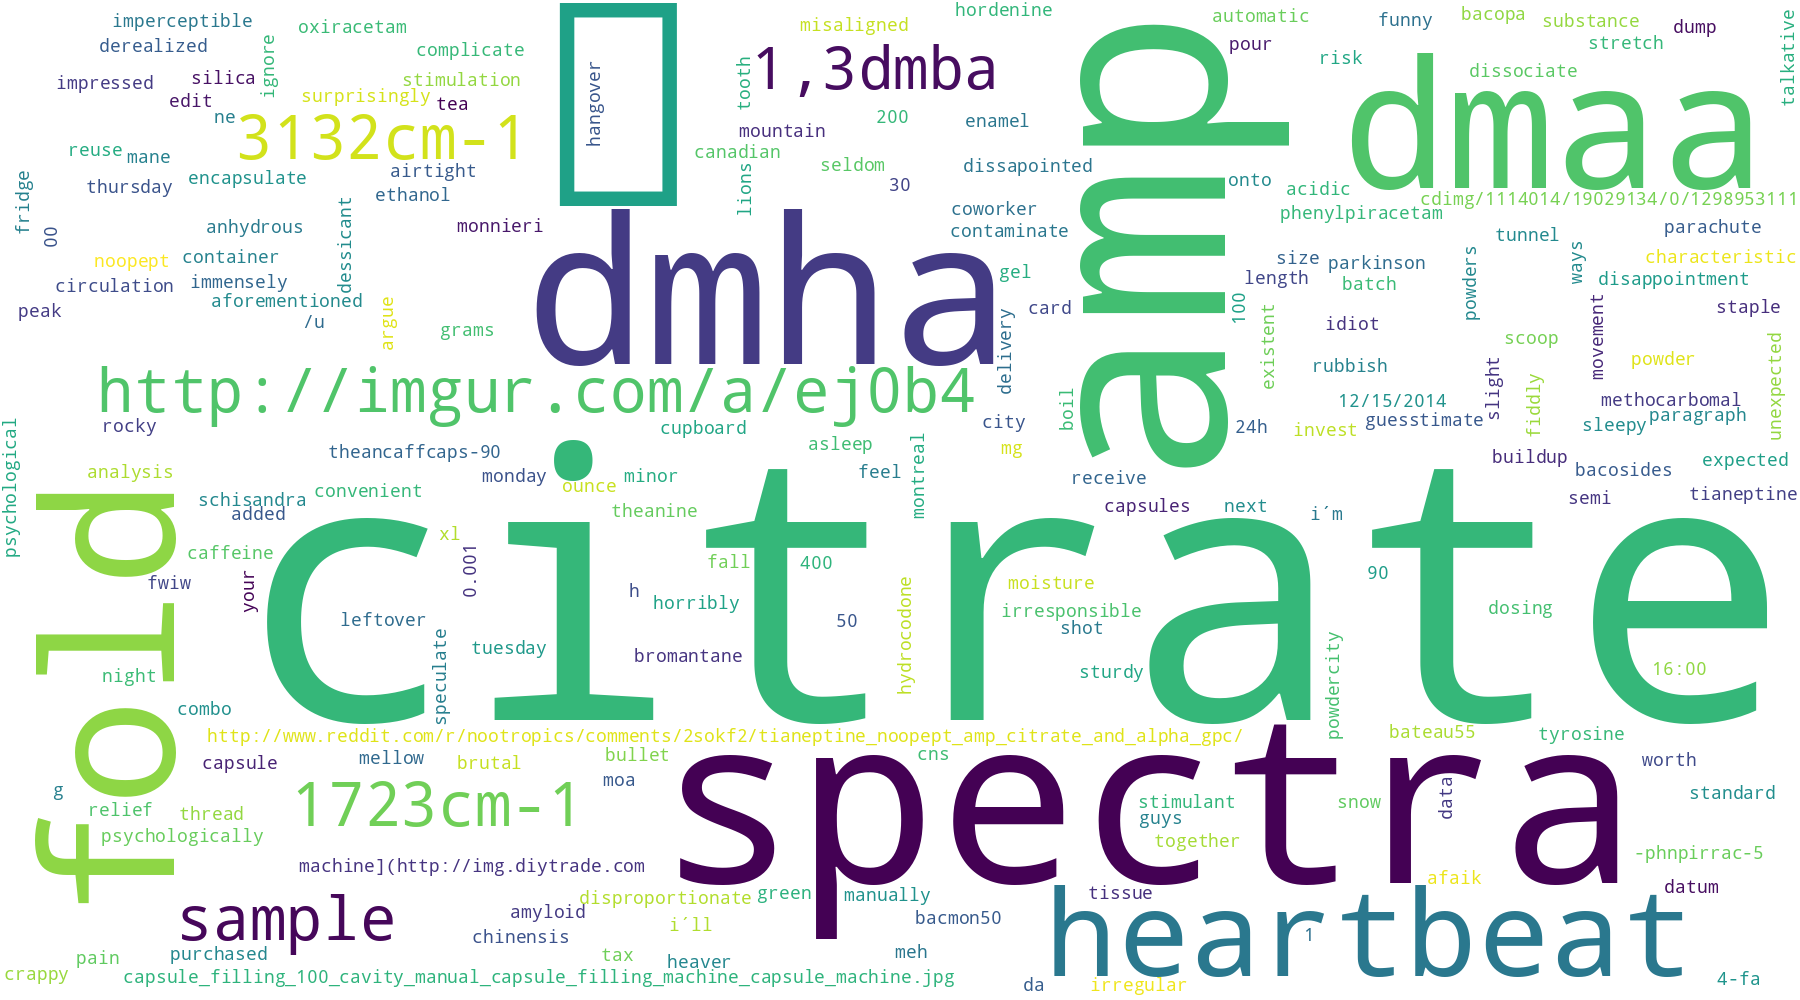 imperceptible
oxiracetam
misaligned
hordenine
automatic
funny
bacopa
substance
dump
talkative
derealized
complicate
ignore
pour
stretch
risk
impressed
silica
stimulation
tooth
1,3dmba
dissociate
edit
surprisingly
tea
hangover
200
amp
dmaa
ne
3132cm-1
mountain
enamel
reuse
mane
canadian
seldom
dissapointed
thursday
encapsulate
airtight
ethanol
lions
30
onto
acidic
cdimg/1114014/19029134/0/1298953111
fridge
00
anhydrous
dessicant
monnieri
dmha
coworker
contaminate
phenylpiracetam
tunnel
parachute
noopept
container
gel
size
parkinson
powders
ways
characteristic
circulation
immensely
length
batch
disappointment
peak
aforementioned
/u
argue
grams
delivery
card
100
existent
idiot
movement
staple
scoop
unexpected
http://imgur.com/a/ej0b4
rubbish
slight
fiddly
powder
psychological
rocky
cupboard
asleep
city
boil
12/15/2014
guesstimate
methocarbomal
paragraph
24h
invest
sleepy
theancaffcaps-90
mg
analysis
monday
minor
feel
montreal
receive
buildup
bacosides
expected
fold
schisandra
convenient
ounce
capsules
next
i´m
semi
tianeptine
added
theanine
citrate
caffeine
xl
0.001
fall
400
90
fwiw
your
h
horribly
hydrocodone
moisture
irresponsible
dosing
leftover
50
shot
speculate
tuesday
bromantane
sturdy
powdercity
16:00
night
combo
http://www.reddit.com/r/nootropics/comments/2sokf2/tianeptine_noopept_amp_citrate_and_alpha_gpc/
bateau55
tyrosine
capsule
mellow
brutal
bullet
cns
spectra
worth
g
moa
relief
thread
1723cm-1
stimulant
guys
snow
data
standard
psychologically
together
machine](http://img.diytrade.com
-phnpirrac-5
sample
disproportionate
green
manually
tissue
afaik
datum
amyloid
i´ll
bacmon50
heartbeat
1
chinensis
pain
purchased
tax
heaver
meh
crappy
capsule_filling_100_cavity_manual_capsule_filling_machine_capsule_machine.jpg
da
irregular
4-fa